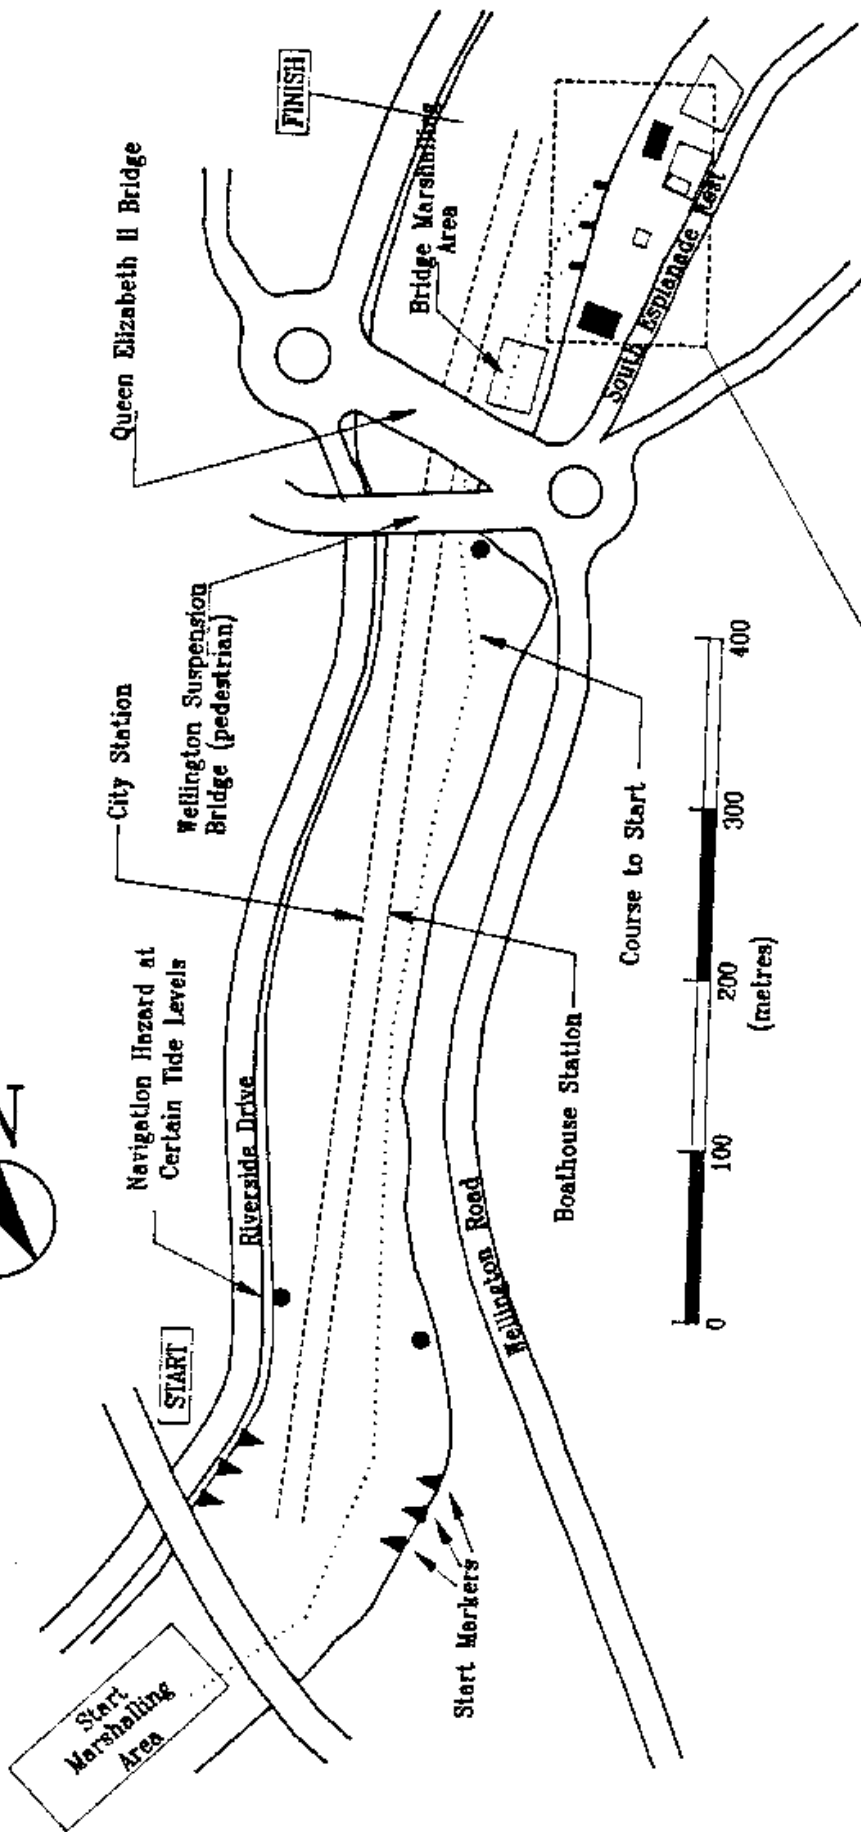 N
START
Navigation Hazard at
Certain Tide Levels
City Station
Wellington Suspension
Bridge (pedestrian)
Queen Elizabeth II Bridge
FINISH
Bridge Marshalling
Area
Riverside Drive
South Esplanade West
Start
Marshalling
Area
Start Markers
Wellington Road
Boathouse Station
Course to Start
0
100
200
300
400
(metres)